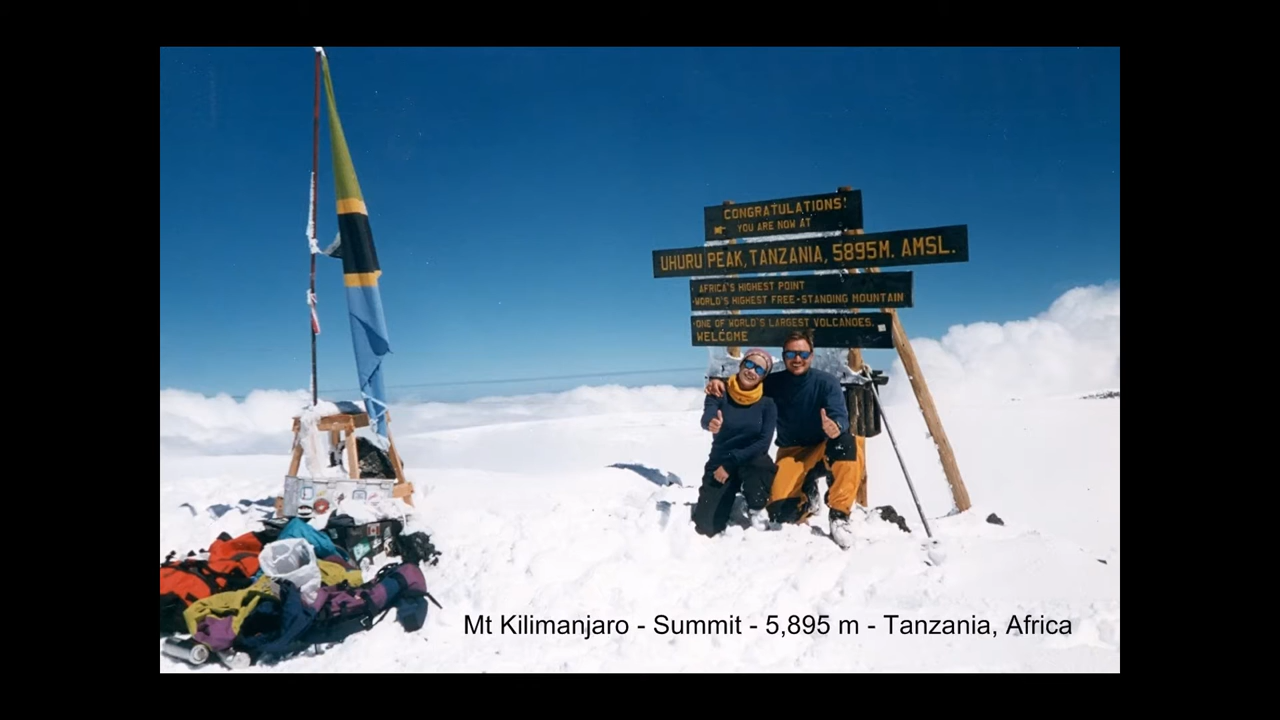 CONGRATULATIONS!
YOU ARE NOW AT
UHURU PEAK, TANZANIA, 5895M. AMSL.
· AFRICA'S HIGHEST POINT
· WORLD'S HIGHEST FREE-STANDING MOUNTAIN
· ONE OF WORLD'S LARGEST VOLCANOES.
WELCOME
Mt Kilimanjaro - Summit - 5,895 m - Tanzania, Africa